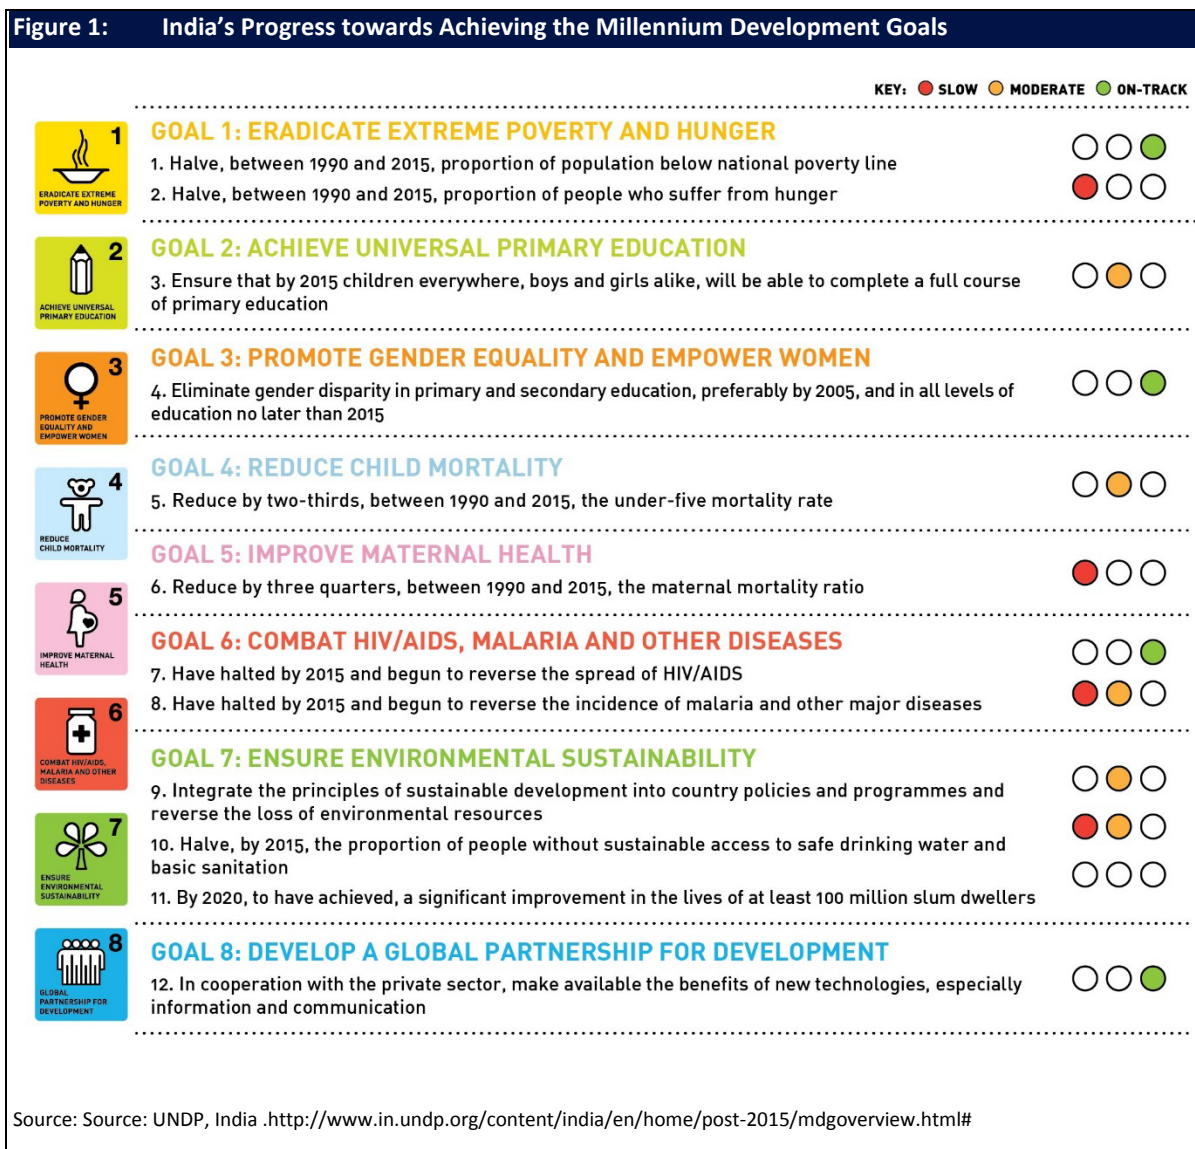 Figure 1: India's Progress towards Achieving the Millennium Development Goals
KEY: SLOW MODERATE ON-TRACK
1
ERADICATE EXTREME
POVERTY AND HUNGER
GOAL 1: ERADICATE EXTREME POVERTY AND HUNGER
1. Halve, between 1990 and 2015, proportion of population below national poverty line
2. Halve, between 1990 and 2015, proportion of people who suffer from hunger
2
ACHIEVE UNIVERSAL
PRIMARY EDUCATION
GOAL 2: ACHIEVE UNIVERSAL PRIMARY EDUCATION
3. Ensure that by 2015 children everywhere, boys and girls alike, will be able to complete a full course
of primary education
3
PROMOTE GENDER
EQUALITY AND
EMPOWER WOMEN
GOAL 3: PROMOTE GENDER EQUALITY AND EMPOWER WOMEN
4. Eliminate gender disparity in primary and secondary education, preferably by 2005, and in all levels of
education no later than 2015
4
REDUCE
CHILD MORTALITY
GOAL 4: REDUCE CHILD MORTALITY
5. Reduce by two-thirds, between 1990 and 2015, the under-five mortality rate
5
IMPROVE MATERNAL
HEALTH
GOAL 5: IMPROVE MATERNAL HEALTH
6. Reduce by three quarters, between 1990 and 2015, the maternal mortality ratio
6
COMBAT HIV/AIDS,
MALARIA AND OTHER
DISEASES
GOAL 6: COMBAT HIV/AIDS, MALARIA AND OTHER DISEASES
7. Have halted by 2015 and begun to reverse the spread of HIV/AIDS
8. Have halted by 2015 and begun to reverse the incidence of malaria and other major diseases
7
ENSURE
ENVIRONMENTAL
SUSTAINABILITY
GOAL 7: ENSURE ENVIRONMENTAL SUSTAINABILITY
9. Integrate the principles of sustainable development into country policies and programmes and
reverse the loss of environmental resources
10. Halve, by 2015, the proportion of people without sustainable access to safe drinking water and
basic sanitation
11. By 2020, to have achieved, a significant improvement in the lives of at least 100 million slum dwellers
8
GLOBAL
PARTNERSHIP FOR
DEVELOPMENT
GOAL 8: DEVELOP A GLOBAL PARTNERSHIP FOR DEVELOPMENT
12. In cooperation with the private sector, make available the benefits of new technologies, especially
information and communication
Source: Source: UNDP, India .http://www.in.undp.org/content/india/en/home/post-2015/mdgoverview.html#